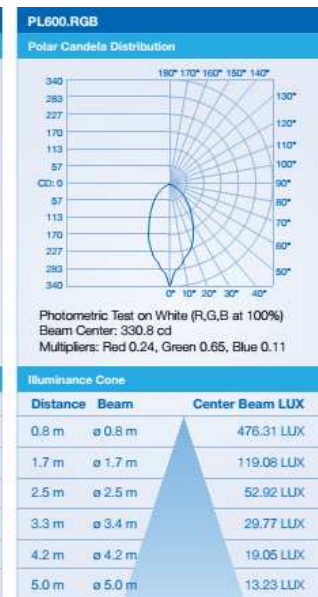 PL600.RGB
Polar Candela Distribution
180° 170° 160° 150° 140°
340
283
227
170
113
57
CD: 0
57
113
170
227
283
340
130°
120°
110°
100°
90°
80°
70°
60°
50°
0° 10° 20° 30° 40°
Photometric Test on White (R,G,B at 100%)
Beam Center: 330.8 cd
Multipliers: Red 0.24, Green 0.65, Blue 0.11
Illuminance Cone
Distance Beam Center Beam LUX
0.8 m ø 0.8 m 476.31 LUX
1.7 m ø 1.7 m 119.08 LUX
2.5 m ø 2.5 m 52.92 LUX
3.3 m ø 3.4 m 29.77 LUX
4.2 m ø 4.2 m 19.05 LUX
5.0 m ø 5.0 m 13.23 LUX